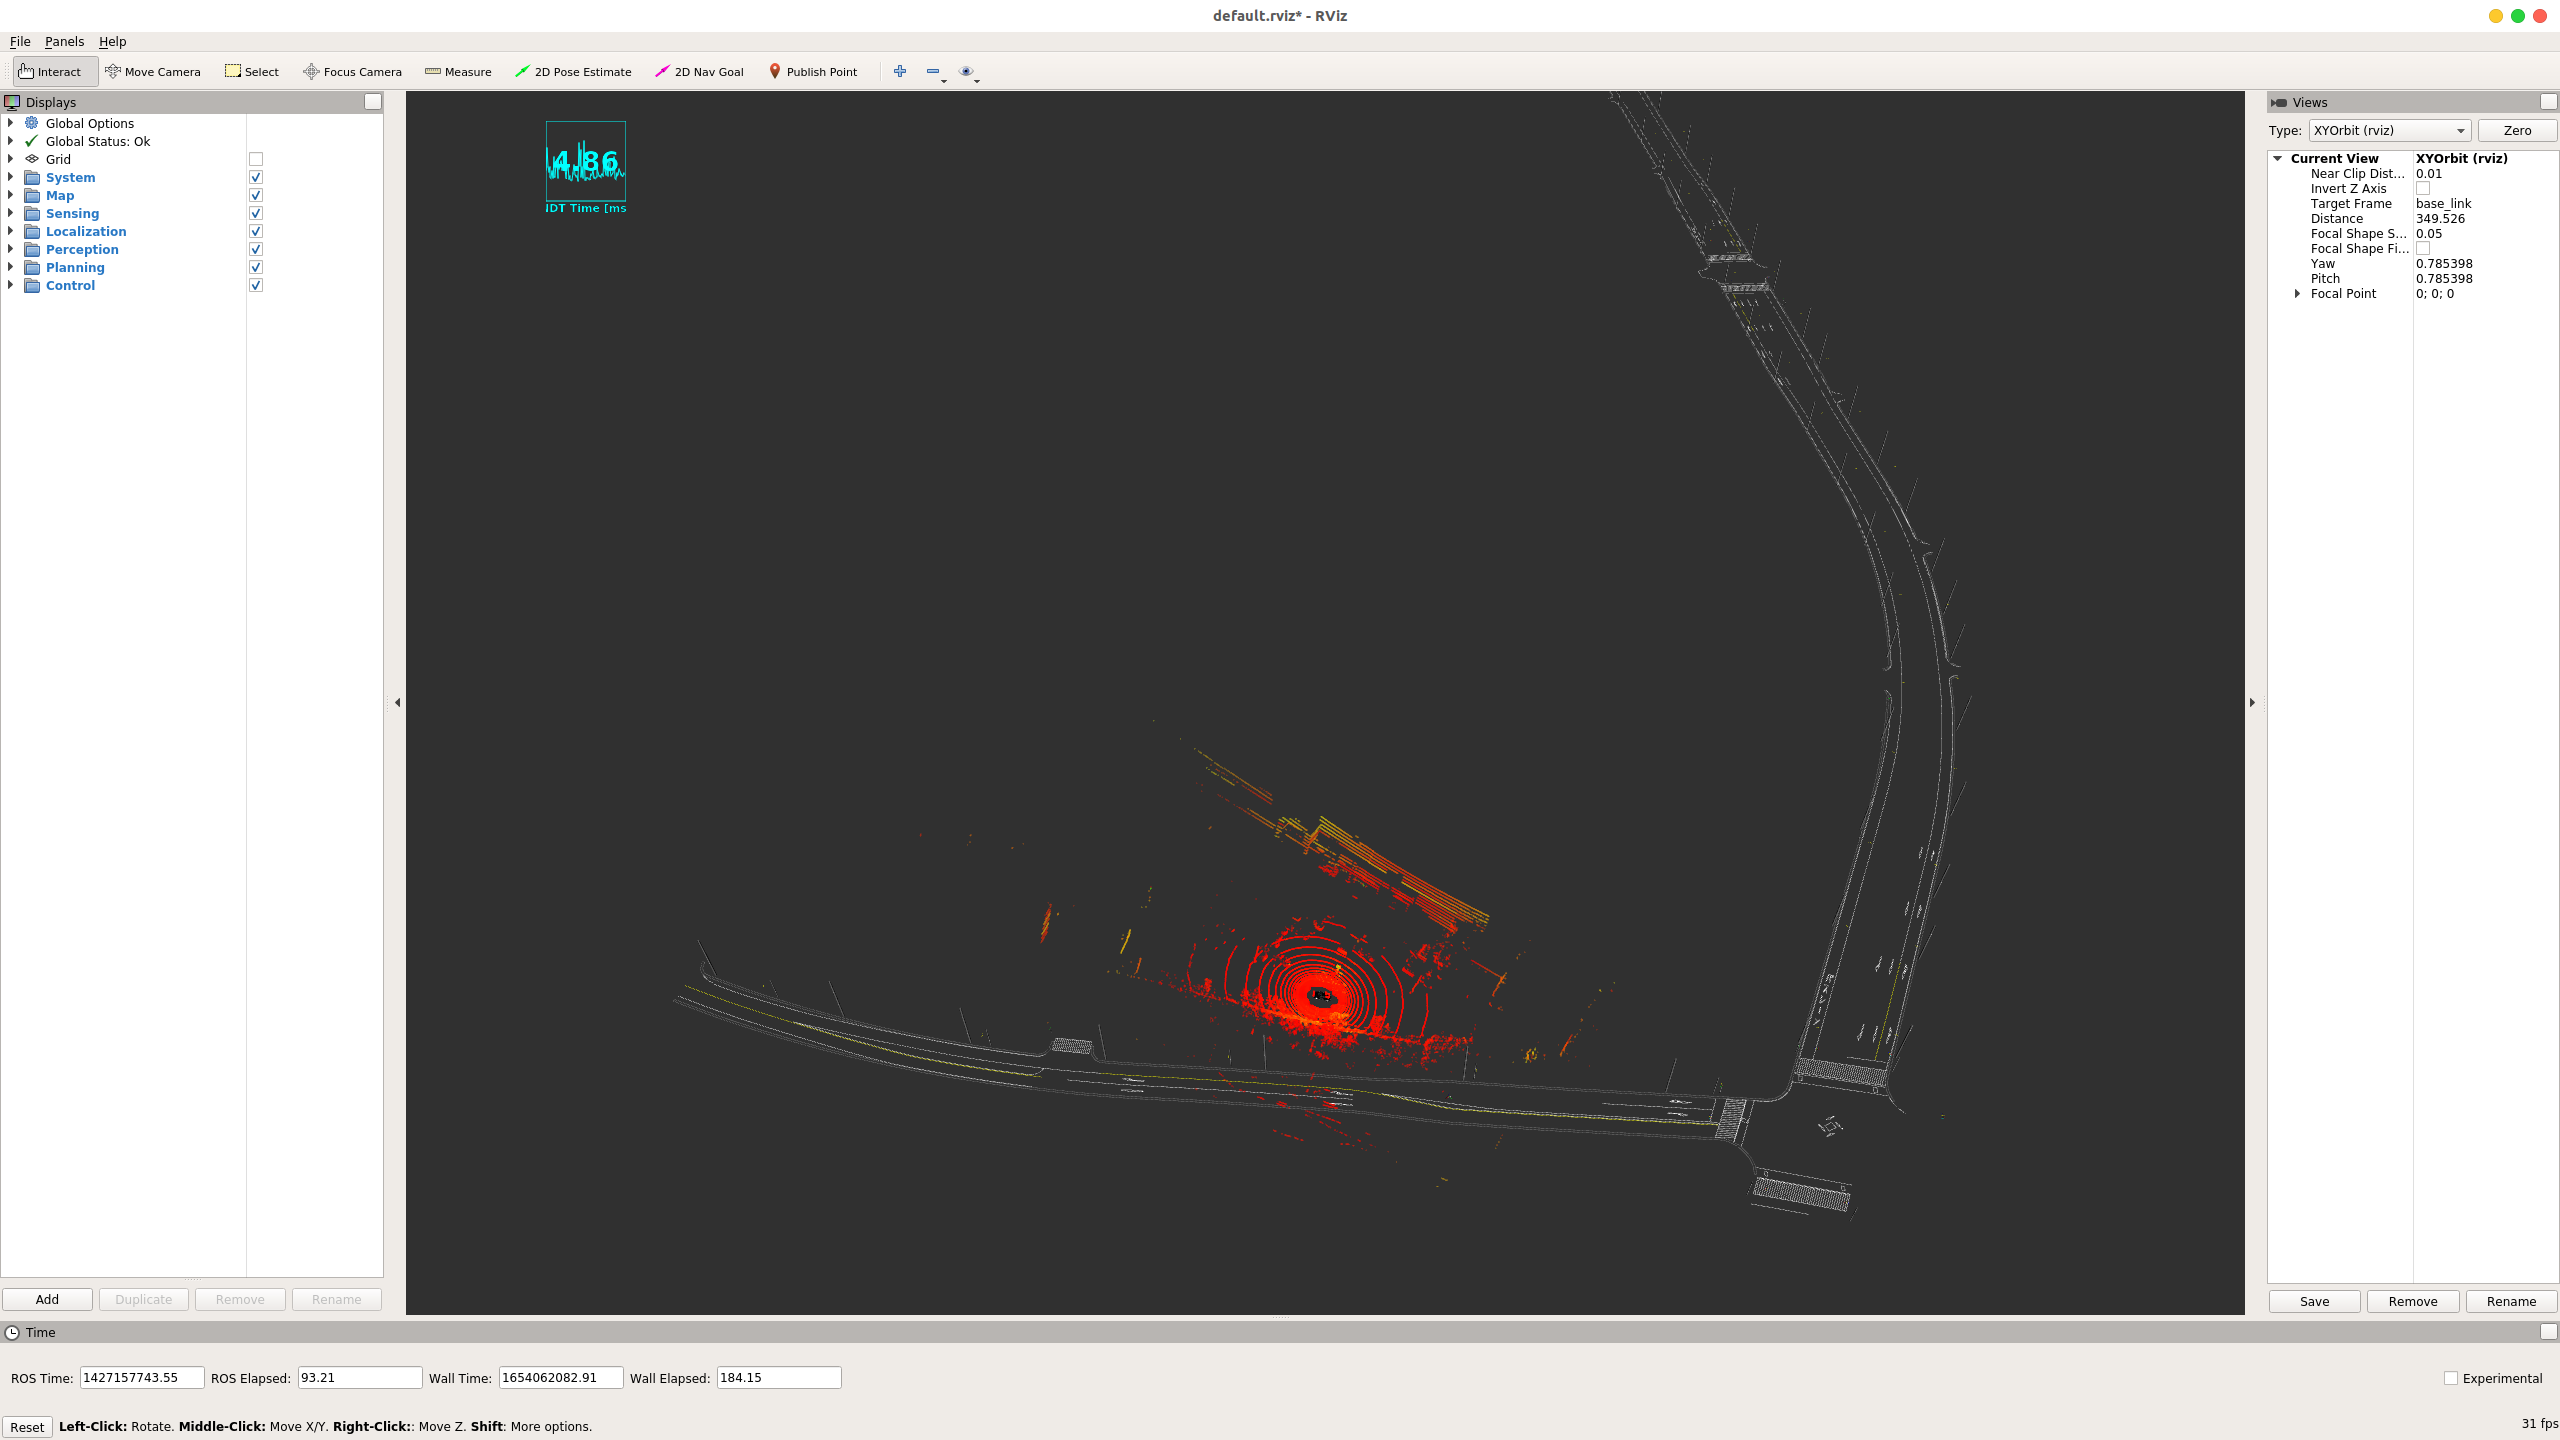 default.rviz* - RViz
File Panels Help
Interact Move Camera Select Focus Camera Measure 2D Pose Estimate 2D Nav Goal Publish Point
Displays
Global Options
Global Status: Ok
Grid
System
Map
Sensing
Localization
Perception
Planning
Control
Add Duplicate Remove Rename
4.86
NDT Time [ms
Views
Type: XYOrbit (rviz) Zero
Current View XYOrbit (rviz)
Near Clip Dist... 0.01
Invert Z Axis
Target Frame base_link
Distance 349.526
Focal Shape S... 0.05
Focal Shape Fi...
Yaw 0.785398
Pitch 0.785398
Focal Point 0; 0; 0
Save Remove Rename
Time
ROS Time: 1427157743.55 ROS Elapsed: 93.21 Wall Time: 1654062082.91 Wall Elapsed: 184.15 Experimental
Reset Left-Click: Rotate. Middle-Click: Move X/Y. Right-Click:: Move Z. Shift: More options. 31 fps